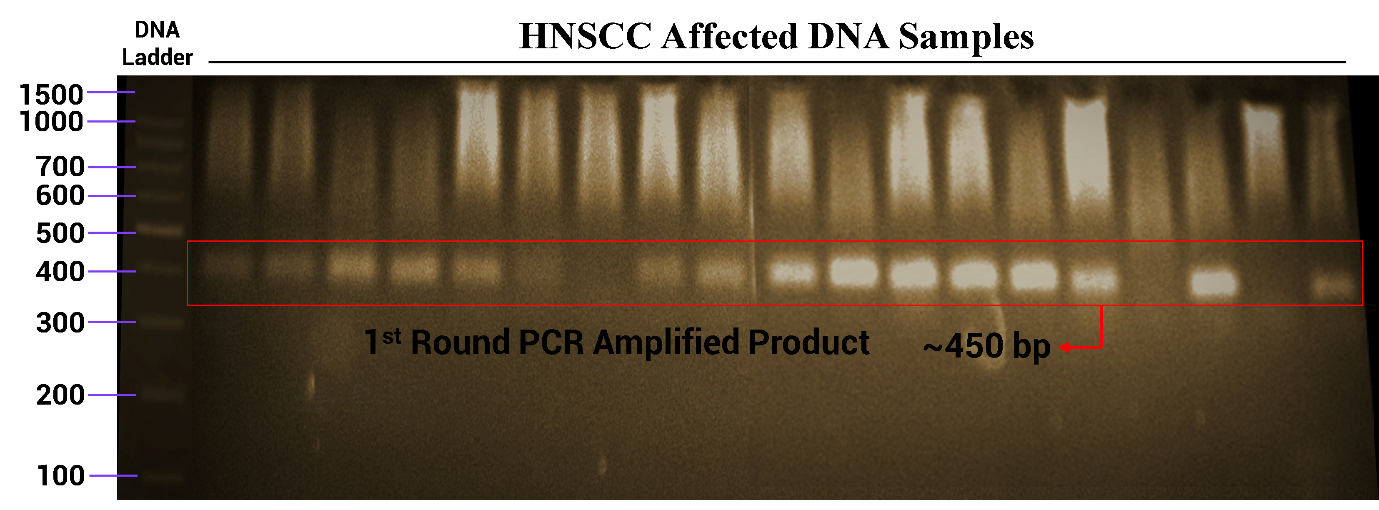 DNA
Ladder
HNSCC Affected DNA Samples
1500
1000
700
600
500
400
300
200
100
1st Round PCR Amplified Product
~450 bp